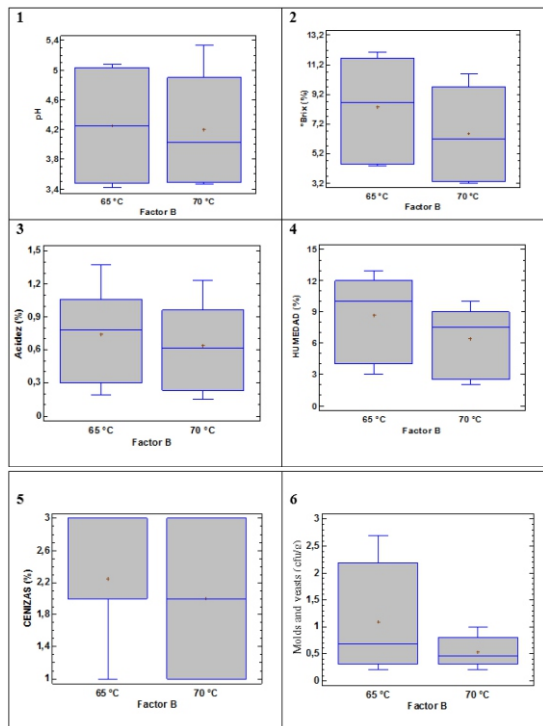 1
pH
5,4
5
4,6
4,2
3,8
3,4
65 °C
70 °C
Factor B
2
°Brix (%)
13,2
11,2
9,2
7,2
5,2
3,2
65 °C
70 °C
Factor B
3
Acidez (%)
1,5
1,2
0,9
0,6
0,3
0
65 °C
70 °C
Factor B
4
HUMEDAD (%)
15
12
9
6
3
0
65 °C
70 °C
Factor B
5
CENIZAS (%)
3
2,6
2,2
1,8
1,4
1
65 °C
70 °C
Factor B
6
Molds and yeasts (cfu/g)
3
2,5
2
1,5
1
0,5
0
65 °C
70 °C
Factor B